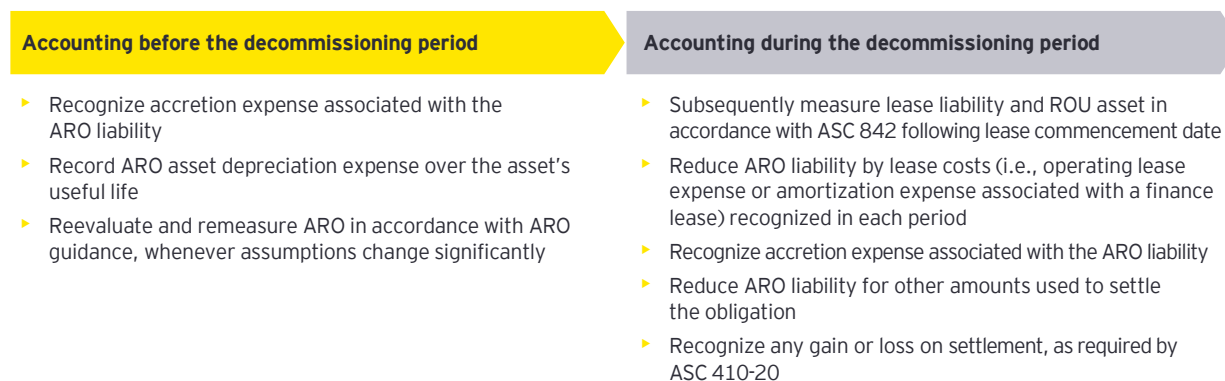 Accounting before the decommissioning period
▸ Recognize accretion expense associated with the
ARO liability
▸ Record ARO asset depreciation expense over the asset's
useful life
▸ Reevaluate and remeasure ARO in accordance with ARO
guidance, whenever assumptions change significantly
Accounting during the decommissioning period
▸ Subsequently measure lease liability and ROU asset in
accordance with ASC 842 following lease commencement date
▸ Reduce ARO liability by lease costs (i.e., operating lease
expense or amortization expense associated with a finance
lease) recognized in each period
▸ Recognize accretion expense associated with the ARO liability
▸ Reduce ARO liability for other amounts used to settle
the obligation
▸ Recognize any gain or loss on settlement, as required by
ASC 410-20